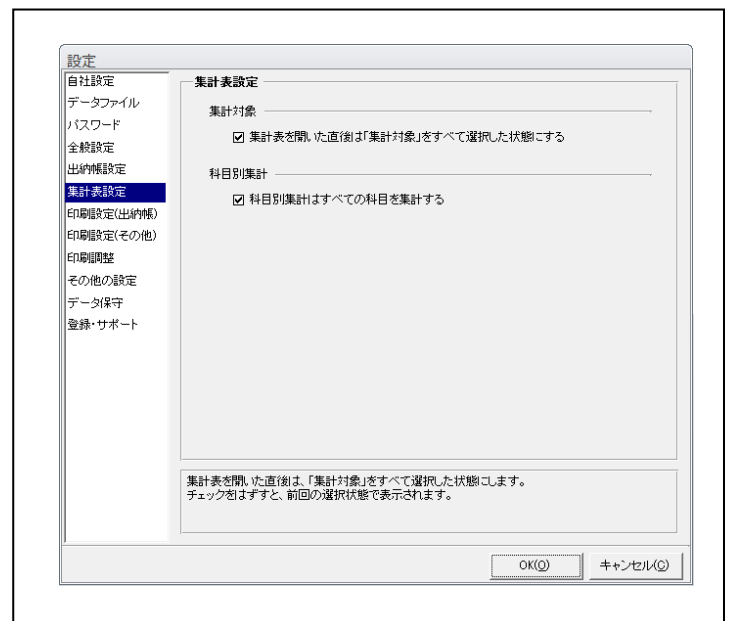 設定
自社設定
データファイル
パスワード
全般設定
出納帳設定
集計表設定
印刷設定(出納帳)
印刷設定(その他)
印刷調整
その他の設定
データ保守
登録・サポート
集計表設定
集計対象
集計表を開いた直後は「集計対象」をすべて選択した状態にする
科目別集計
科目別集計はすべての科目を集計する
集計表を開いた直後は、「集計対象」をすべて選択した状態にします。
チェックをはずすと、前回の選択状態で表示されます。
OK(O)
キャンセル(C)